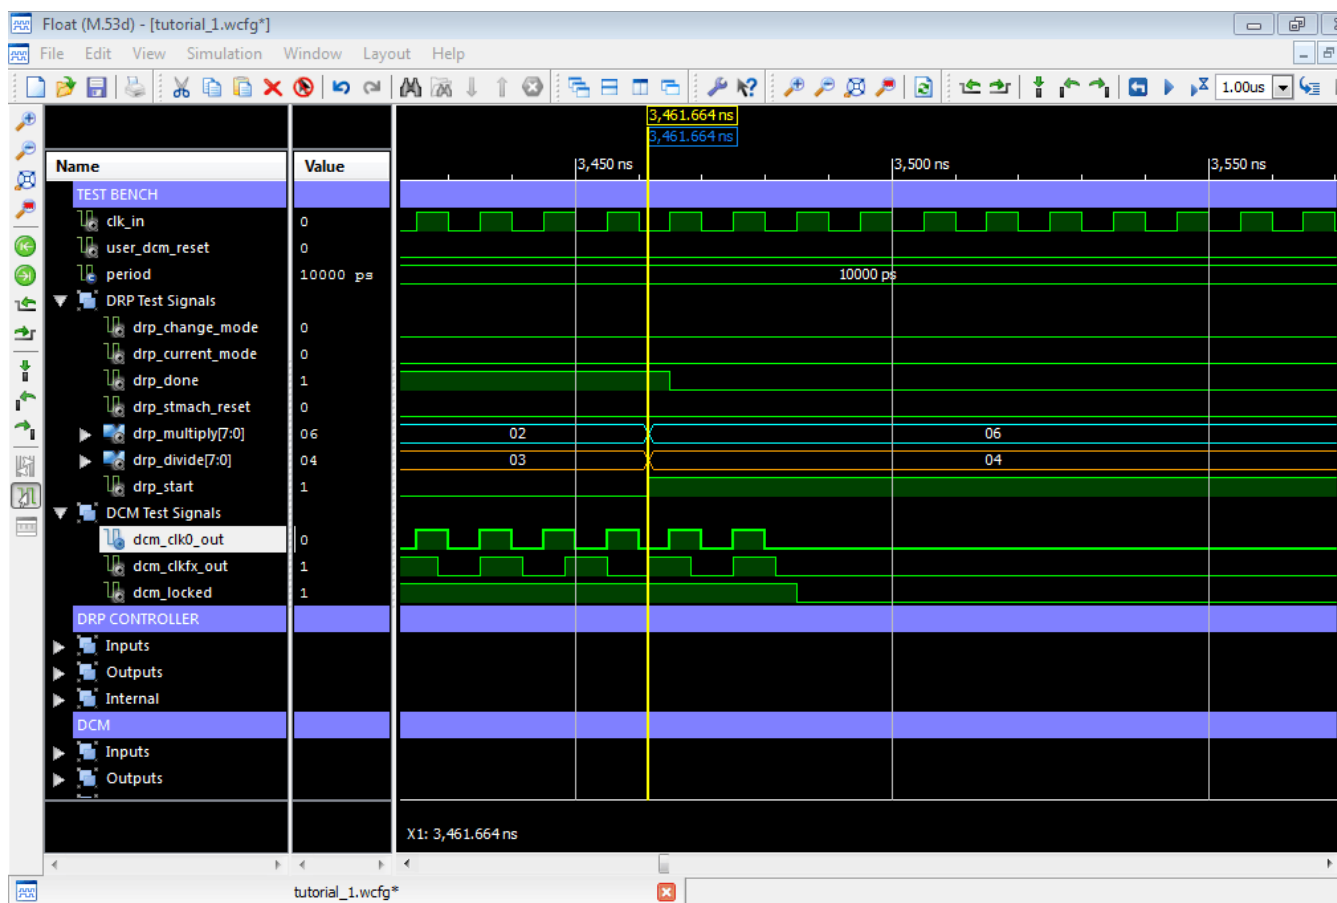 Float (M.53d) - [tutorial_1.wcfg*]
File Edit View Simulation Window Layout Help
1.00us
3,461.664 ns
3,461.664 ns
Name Value 3,450 ns 3,500 ns 3,550 ns
TEST BENCH
clk_in 0
user_dcm_reset 0
period 10000 ps 10000 ps
DRP Test Signals
drp_change_mode 0
drp_current_mode 0
drp_done 1
drp_stmach_reset 0
drp_multiply[7:0] 06 02 06
drp_divide[7:0] 04 03 04
drp_start 1
DCM Test Signals
dcm_clk0_out 0
dcm_clkfx_out 1
dcm_locked 1
DRP CONTROLLER
Inputs
Outputs
Internal
DCM
Inputs
Outputs
X1: 3,461.664 ns
tutorial_1.wcfg*